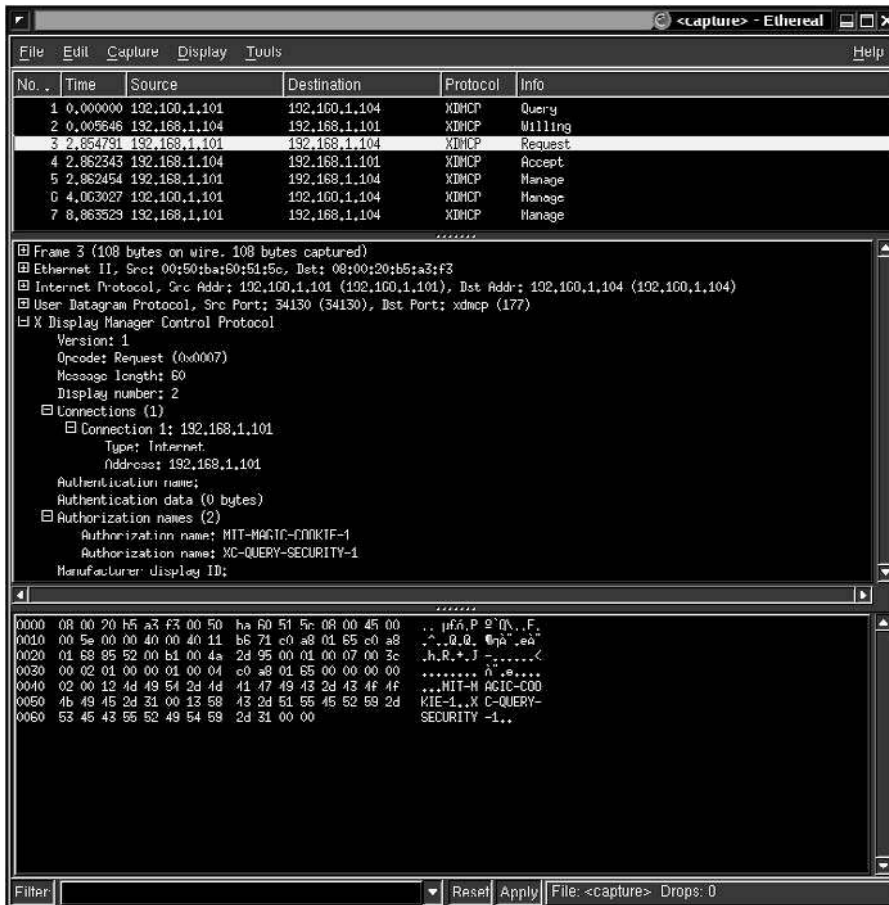 <capture> - Ethereal
File Edit Capture Display Tools Help
No. . Time Source Destination Protocol Info
1 0.000000 192.168.1.101 192.168.1.104 XDMCP Query
2 0.005646 192.168.1.104 192.168.1.101 XDMCP Willing
3 2.854791 192.168.1.101 192.168.1.104 XDMCP Request
4 2.862343 192.168.1.104 192.168.1.101 XDMCP Accept
5 2.862454 192.168.1.101 192.168.1.104 XDMCP Manage
6 4.863027 192.168.1.101 192.168.1.104 XDMCP Manage
7 8.863529 192.168.1.101 192.168.1.104 XDMCP Manage
Frame 3 (108 bytes on wire, 108 bytes captured)
Ethernet II, Src: 00:50:ba:60:51:5c, Dst: 08:00:20:b5:a3:f3
Internet Protocol, Src Addr: 192.168.1.101 (192.168.1.101), Dst Addr: 192.168.1.104 (192.168.1.104)
User Datagram Protocol, Src Port: 34130 (34130), Dst Port: xdmcp (177)
X Display Manager Control Protocol
Version: 1
Opcode: Request (0x0007)
Message length: 60
Display number: 2
Connections (1)
Connection 1: 192.168.1.101
Type: Internet
Address: 192.168.1.101
Authentication name:
Authentication data (0 bytes)
Authorization names (2)
Authorization name: MIT-MAGIC-COOKIE-1
Authorization name: XC-QUERY-SECURITY-1
Manufacturer display ID:
0000 08 00 20 b5 a3 f3 00 50 ba 60 51 5c 08 00 45 00 .. µ£ó.P º`Q\..E.
0010 00 5e 00 00 40 00 40 11 b6 71 c0 a8 01 65 c0 a8 .^..@.@. ¶qÀ¨.eÀ¨
0020 01 68 85 52 00 b1 00 4a 2d 95 00 01 00 07 00 3c .h.R.±.J -......<
0030 00 02 01 00 00 01 00 04 c0 a8 01 65 00 00 00 00 ........ À¨.e....
0040 02 00 12 4d 49 54 2d 4d 41 47 49 43 2d 43 4f 4f ...MIT-M AGIC-COO
0050 4b 49 45 2d 31 00 13 58 43 2d 51 55 45 52 59 2d KIE-1..X C-QUERY-
0060 53 45 43 55 52 49 54 59 2d 31 00 00 SECURITY -1..
Filter: Reset Apply File: <capture> Drops: 0